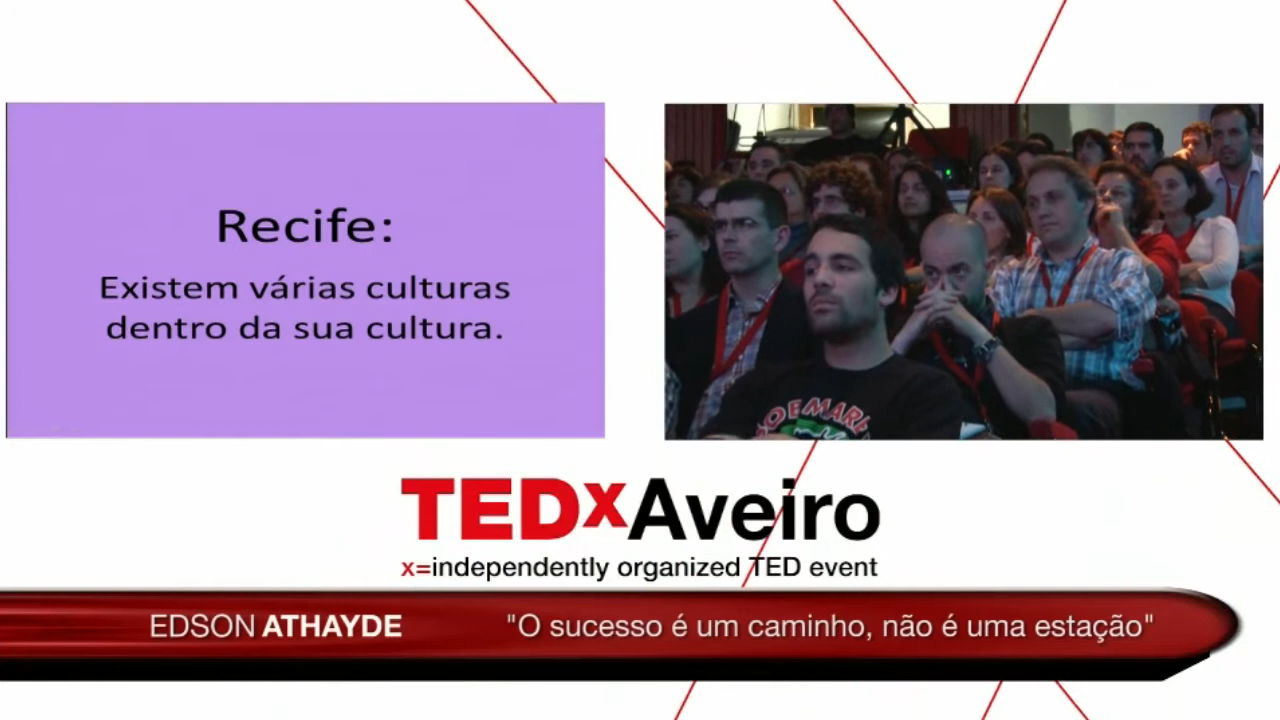 Recife:
Existem várias culturas
dentro da sua cultura.
TEDxAveiro
x=independently organized TED event
EDSON ATHAYDE
"O sucesso é um caminho, não é uma estação"